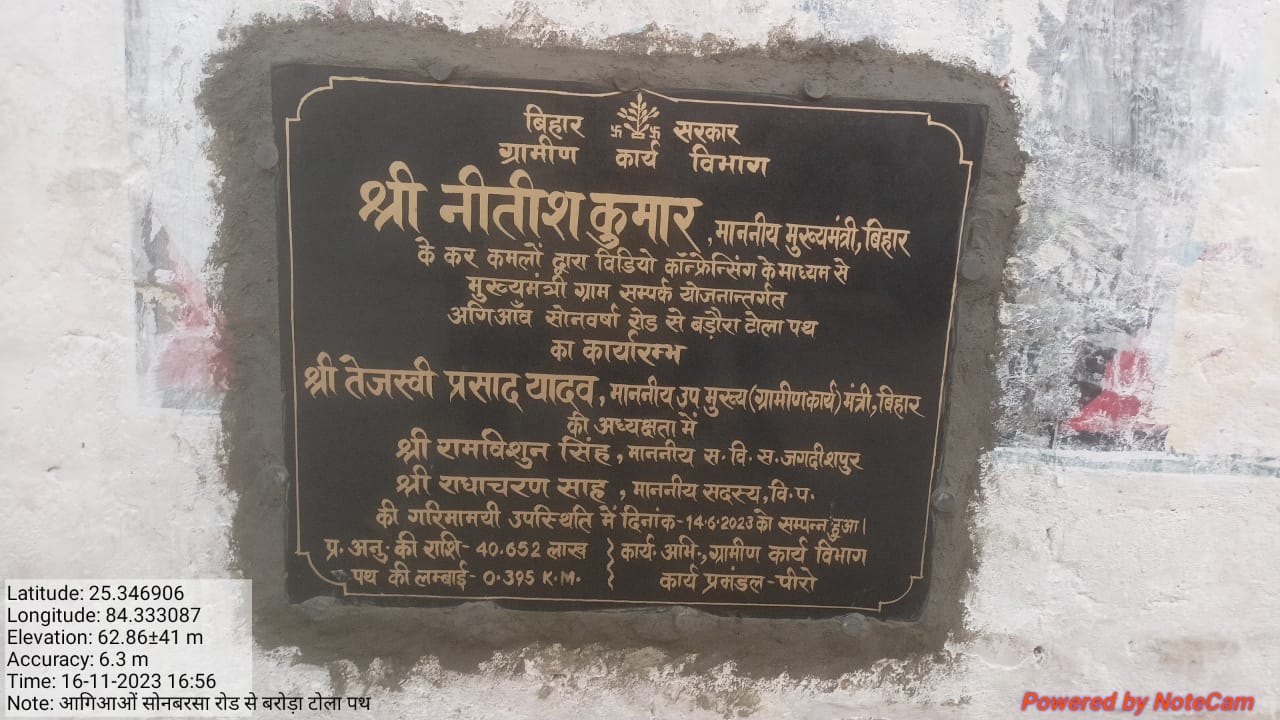 बिहार सरकार
ग्रामीण कार्य विभाग
श्री नीतीश कुमार, माननीय मुख्यमंत्री, बिहार
के कर कमलों द्वारा विडियो कॉन्फ्रेन्सिंग के माध्यम से
मुख्यमंत्री ग्राम सम्पर्क योजनान्तर्गत
अगिआँव सोनवर्षा रोड से बड़ौरा टोला पथ
का कार्यारम्भ
श्री तेजस्वी प्रसाद यादव, माननीय उप मुख्य (ग्रामीण कार्य) मंत्री, बिहार
की अध्यक्षता में
श्री रामविशुन सिंह, माननीय स.वि.स. जगदीशपुर
श्री राधाचरण साह, माननीय सदस्य, वि.प.
की गरिमामयी उपस्थिति में दिनांक-14.6.2023 को सम्पन्न हुआ।
प्र. अनु. की राशि- 40.652 लाख } कार्य. अभि., ग्रामीण कार्य विभाग
पथ की लम्बाई- 0.395 K.M. कार्य प्रमंडल-पीरो
Latitude: 25.346906
Longitude: 84.333087
Elevation: 62.86±41 m
Accuracy: 6.3 m
Time: 16-11-2023 16:56
Note: आगिआओं सोनबरसा रोड से बरोड़ा टोला पथ
Powered by NoteCam